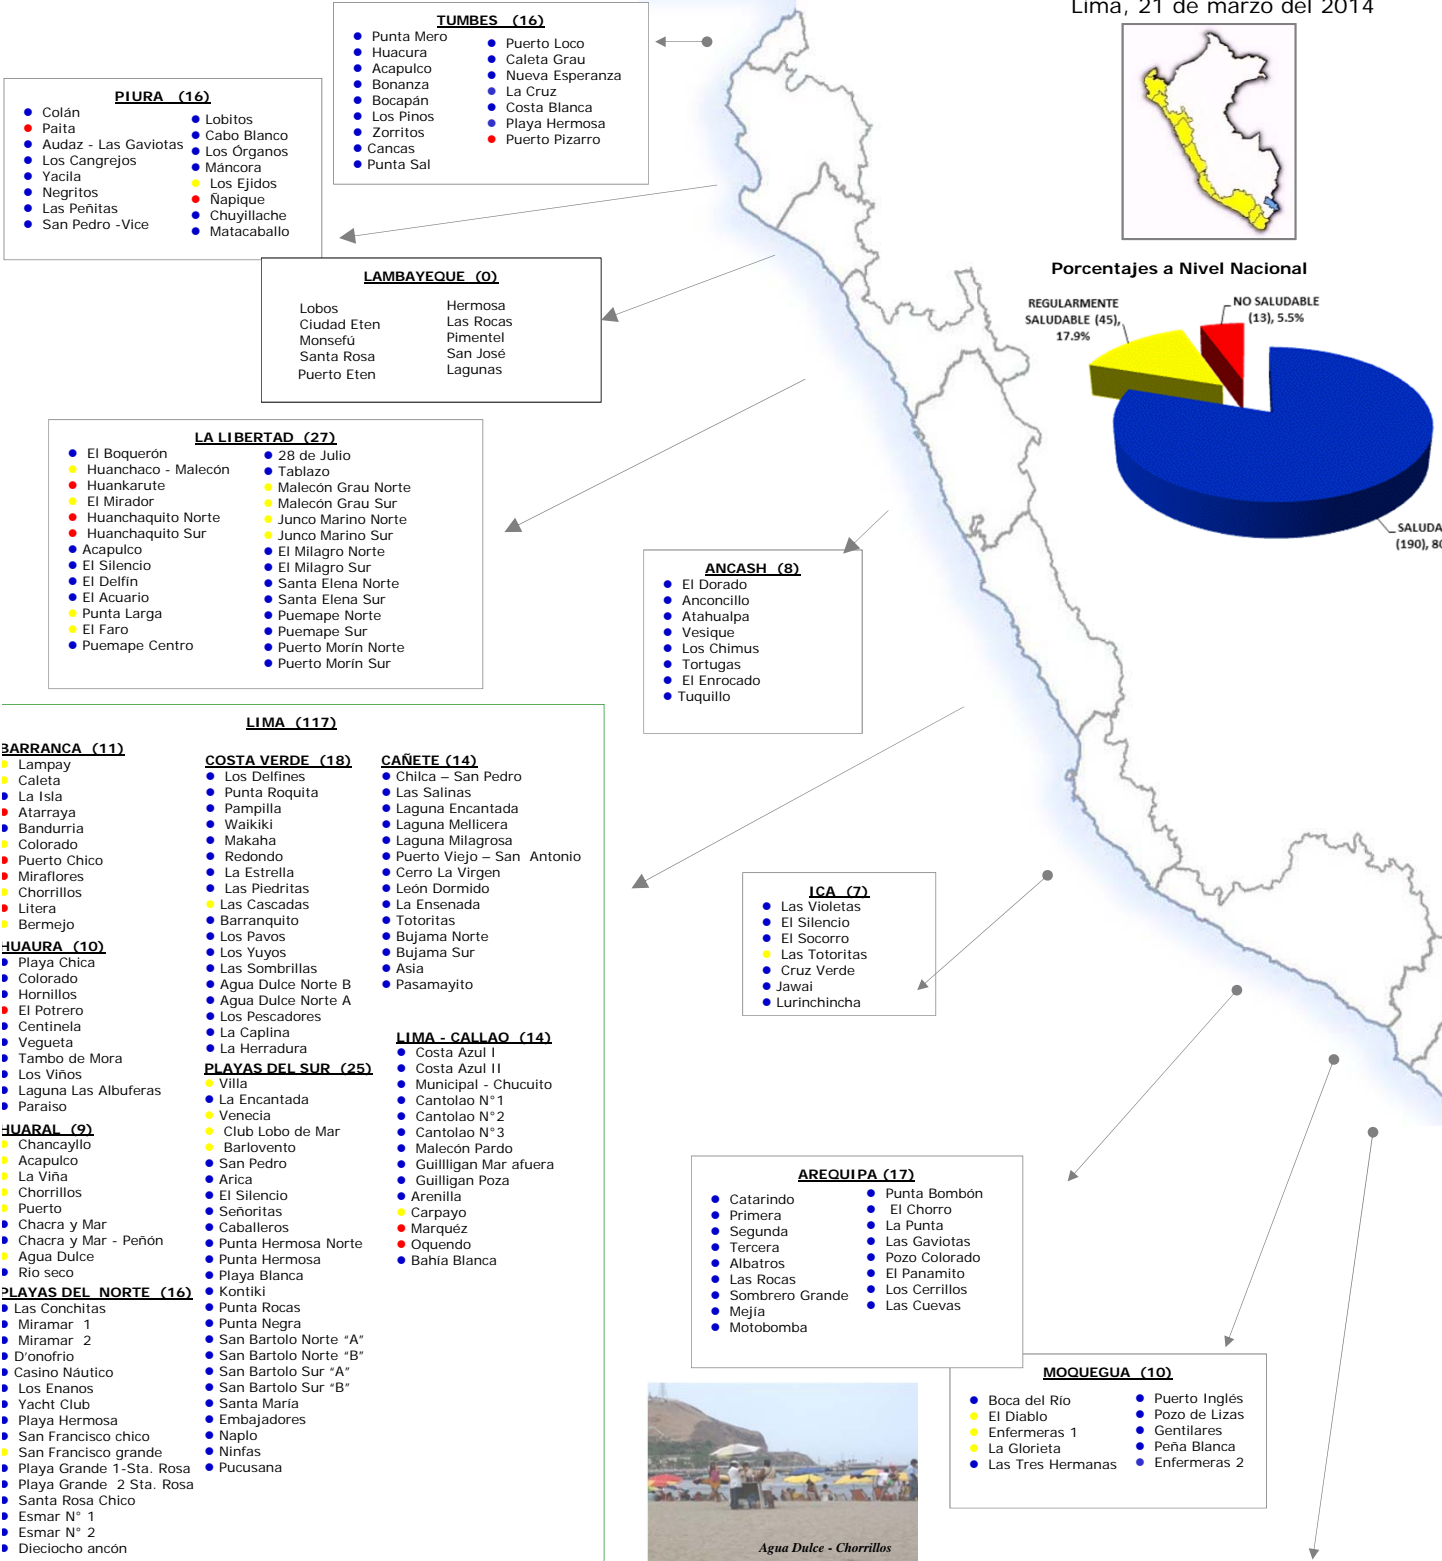 Lima, 21 de marzo del 2014
TUMBES (16)
Punta Mero
Huacura
Acapulco
Bonanza
Bocapán
Los Pinos
Zorritos
Cancas
Punta Sal
Puerto Loco
Caleta Grau
Nueva Esperanza
La Cruz
Costa Blanca
Playa Hermosa
Puerto Pizarro
PIURA (16)
Colán
Paita
Audaz - Las Gaviotas
Los Cangrejos
Yacila
Negritos
Las Peñitas
San Pedro -Vice
Lobitos
Cabo Blanco
Los Órganos
Máncora
Los Ejidos
Ñapique
Chuyillache
Matacaballo
LAMBAYEQUE (0)
Lobos
Ciudad Eten
Monsefú
Santa Rosa
Puerto Eten
Hermosa
Las Rocas
Pimentel
San José
Lagunas
Porcentajes a Nivel Nacional
REGULARMENTE
SALUDABLE (45),
17.9%
NO SALUDABLE
(13), 5.5%
SALUDA
(190), 80
LA LIBERTAD (27)
El Boquerón
Huanchaco - Malecón
Huankarute
El Mirador
Huanchaquito Norte
Huanchaquito Sur
Acapulco
El Silencio
El Delfín
El Acuario
Punta Larga
El Faro
Puemape Centro
28 de Julio
Tablazo
Malecón Grau Norte
Malecón Grau Sur
Junco Marino Norte
Junco Marino Sur
El Milagro Norte
El Milagro Sur
Santa Elena Norte
Santa Elena Sur
Puemape Norte
Puemape Sur
Puerto Morín Norte
Puerto Morín Sur
ANCASH (8)
El Dorado
Anconcillo
Atahualpa
Vesique
Los Chimus
Tortugas
El Enrocado
Tuquillo
LIMA (117)
BARRANCA (11)
Lampay
Caleta
La Isla
Atarraya
Bandurria
Colorado
Puerto Chico
Miraflores
Chorrillos
Litera
Bermejo
HUAURA (10)
Playa Chica
Colorado
Hornillos
El Potrero
Centinela
Vegueta
Tambo de Mora
Los Viños
Laguna Las Albuferas
Paraiso
HUARAL (9)
Chancayllo
Acapulco
La Viña
Chorrillos
Puerto
Chacra y Mar
Chacra y Mar - Peñón
Agua Dulce
Rio seco
PLAYAS DEL NORTE (16)
Las Conchitas
Miramar 1
Miramar 2
D'onofrio
Casino Náutico
Los Enanos
Yacht Club
Playa Hermosa
San Francisco chico
San Francisco grande
Playa Grande 1-Sta. Rosa
Playa Grande 2 Sta. Rosa
Santa Rosa Chico
Esmar N° 1
Esmar N° 2
Dieciocho ancón
COSTA VERDE (18)
Los Delfines
Punta Roquita
Pampilla
Waikiki
Makaha
Redondo
La Estrella
Las Piedritas
Las Cascadas
Barranquito
Los Pavos
Los Yuyos
Las Sombrillas
Agua Dulce Norte B
Agua Dulce Norte A
Los Pescadores
La Caplina
La Herradura
PLAYAS DEL SUR (25)
Villa
La Encantada
Venecia
Club Lobo de Mar
Barlovento
San Pedro
Arica
El Silencio
Señoritas
Caballeros
Punta Hermosa Norte
Punta Hermosa
Playa Blanca
Kontiki
Punta Rocas
Punta Negra
San Bartolo Norte "A"
San Bartolo Norte "B"
San Bartolo Sur "A"
San Bartolo Sur "B"
Santa María
Embajadores
Naplo
Ninfas
Pucusana
CAÑETE (14)
Chilca – San Pedro
Las Salinas
Laguna Encantada
Laguna Mellicera
Laguna Milagrosa
Puerto Viejo – San Antonio
Cerro La Virgen
León Dormido
La Ensenada
Totoritas
Bujama Norte
Bujama Sur
Asia
Pasamayito
LIMA - CALLAO (14)
Costa Azul I
Costa Azul II
Municipal - Chucuito
Cantolao N°1
Cantolao N°2
Cantolao N°3
Malecón Pardo
Guillligan Mar afuera
Guilligan Poza
Arenilla
Carpayo
Marquéz
Oquendo
Bahía Blanca
ICA (7)
Las Violetas
El Silencio
El Socorro
Las Totoritas
Cruz Verde
Jawai
Lurinchincha
AREQUIPA (17)
Catarindo
Primera
Segunda
Tercera
Albatros
Las Rocas
Sombrero Grande
Mejía
Motobomba
Punta Bombón
El Chorro
La Punta
Las Gaviotas
Pozo Colorado
El Panamito
Los Cerrillos
Las Cuevas
MOQUEGUA (10)
Boca del Río
El Diablo
Enfermeras 1
La Glorieta
Las Tres Hermanas
Puerto Inglés
Pozo de Lizas
Gentilares
Peña Blanca
Enfermeras 2
Agua Dulce - Chorrillos